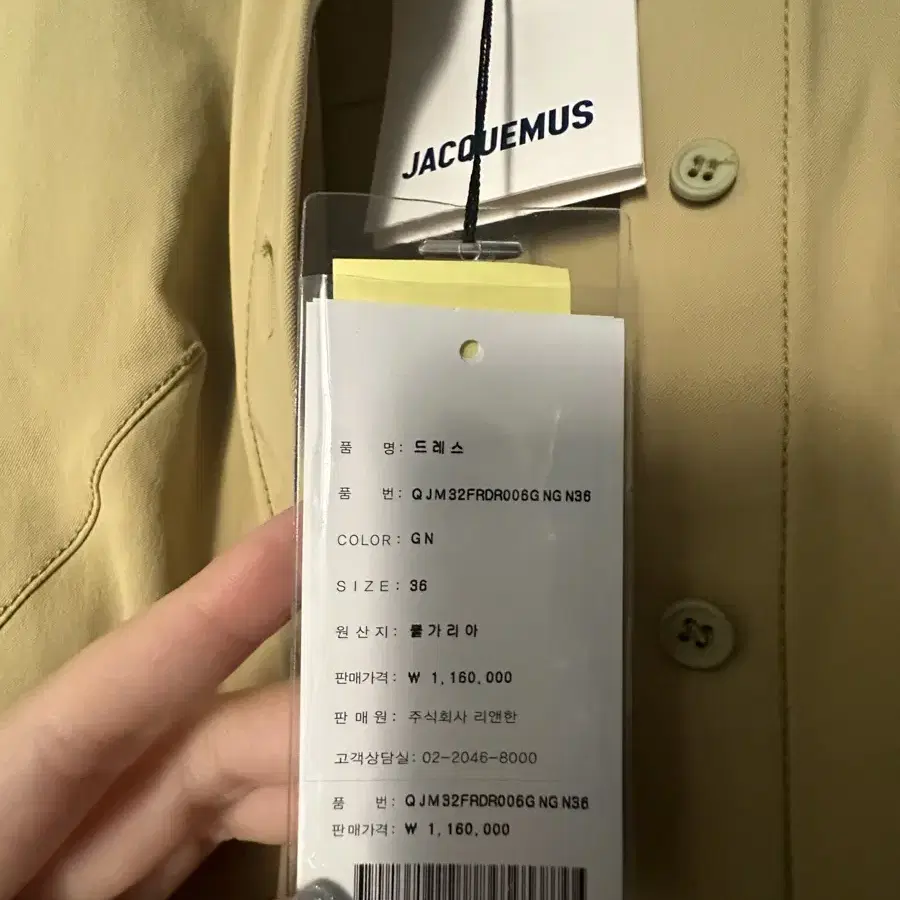 JACQUEMUS
품 명: 드레스
품 번: QJM32FRDR006GNGN36
COLOR: GN
SIZE: 36
원산지: 불가리아
판매가격: ₩ 1,160,000
판매원: 주식회사 리앤한
고객상담실: 02-2046-8000
품 번: QJM32FRDR006GNGN36
판매가격: ₩ 1,160,000